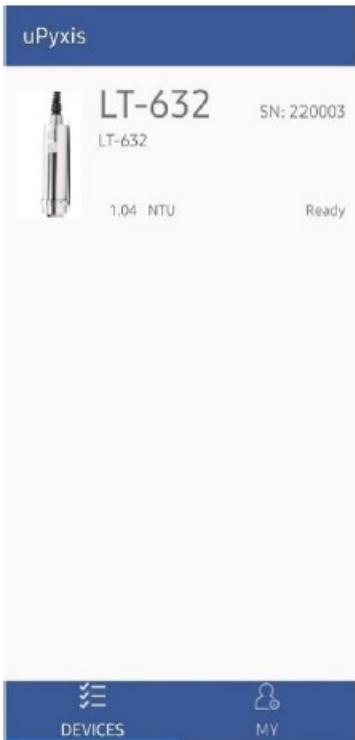 uPyxis
LT-632 SN: 220003
LT-632
1.04 NTU Ready
DEVICES MY